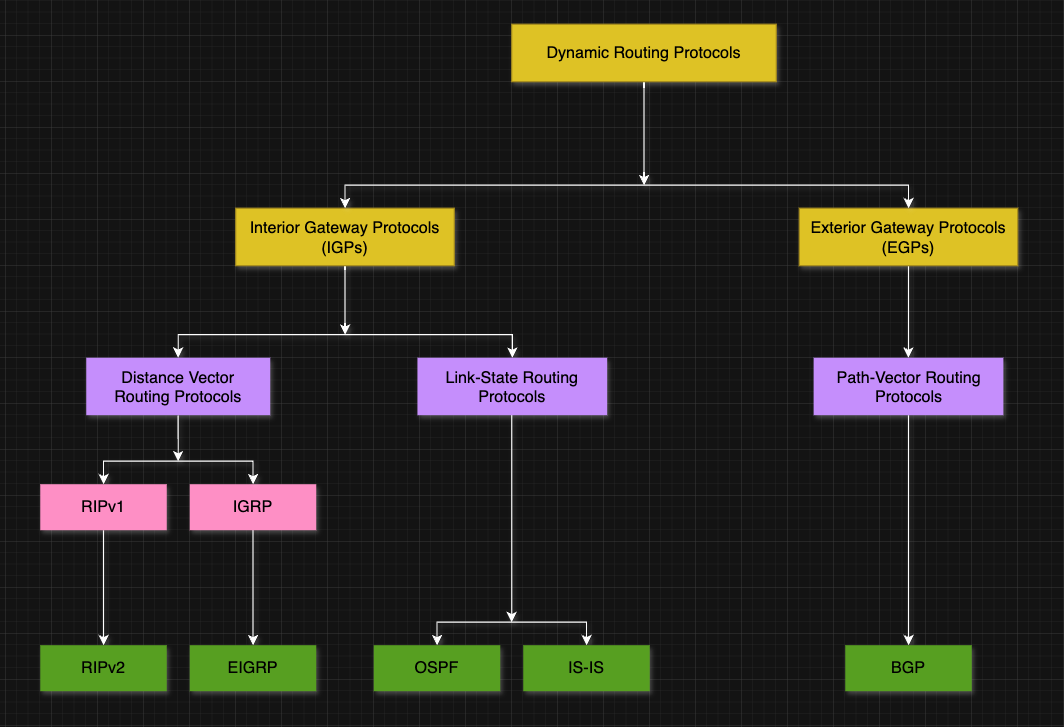 Dynamic Routing Protocols
Interior Gateway Protocols
(IGPs)
Exterior Gateway Protocols
(EGPs)
Distance Vector
Routing Protocols
Link-State Routing
Protocols
Path-Vector Routing
Protocols
RIPv1
IGRP
RIPv2
EIGRP
OSPF
IS-IS
BGP